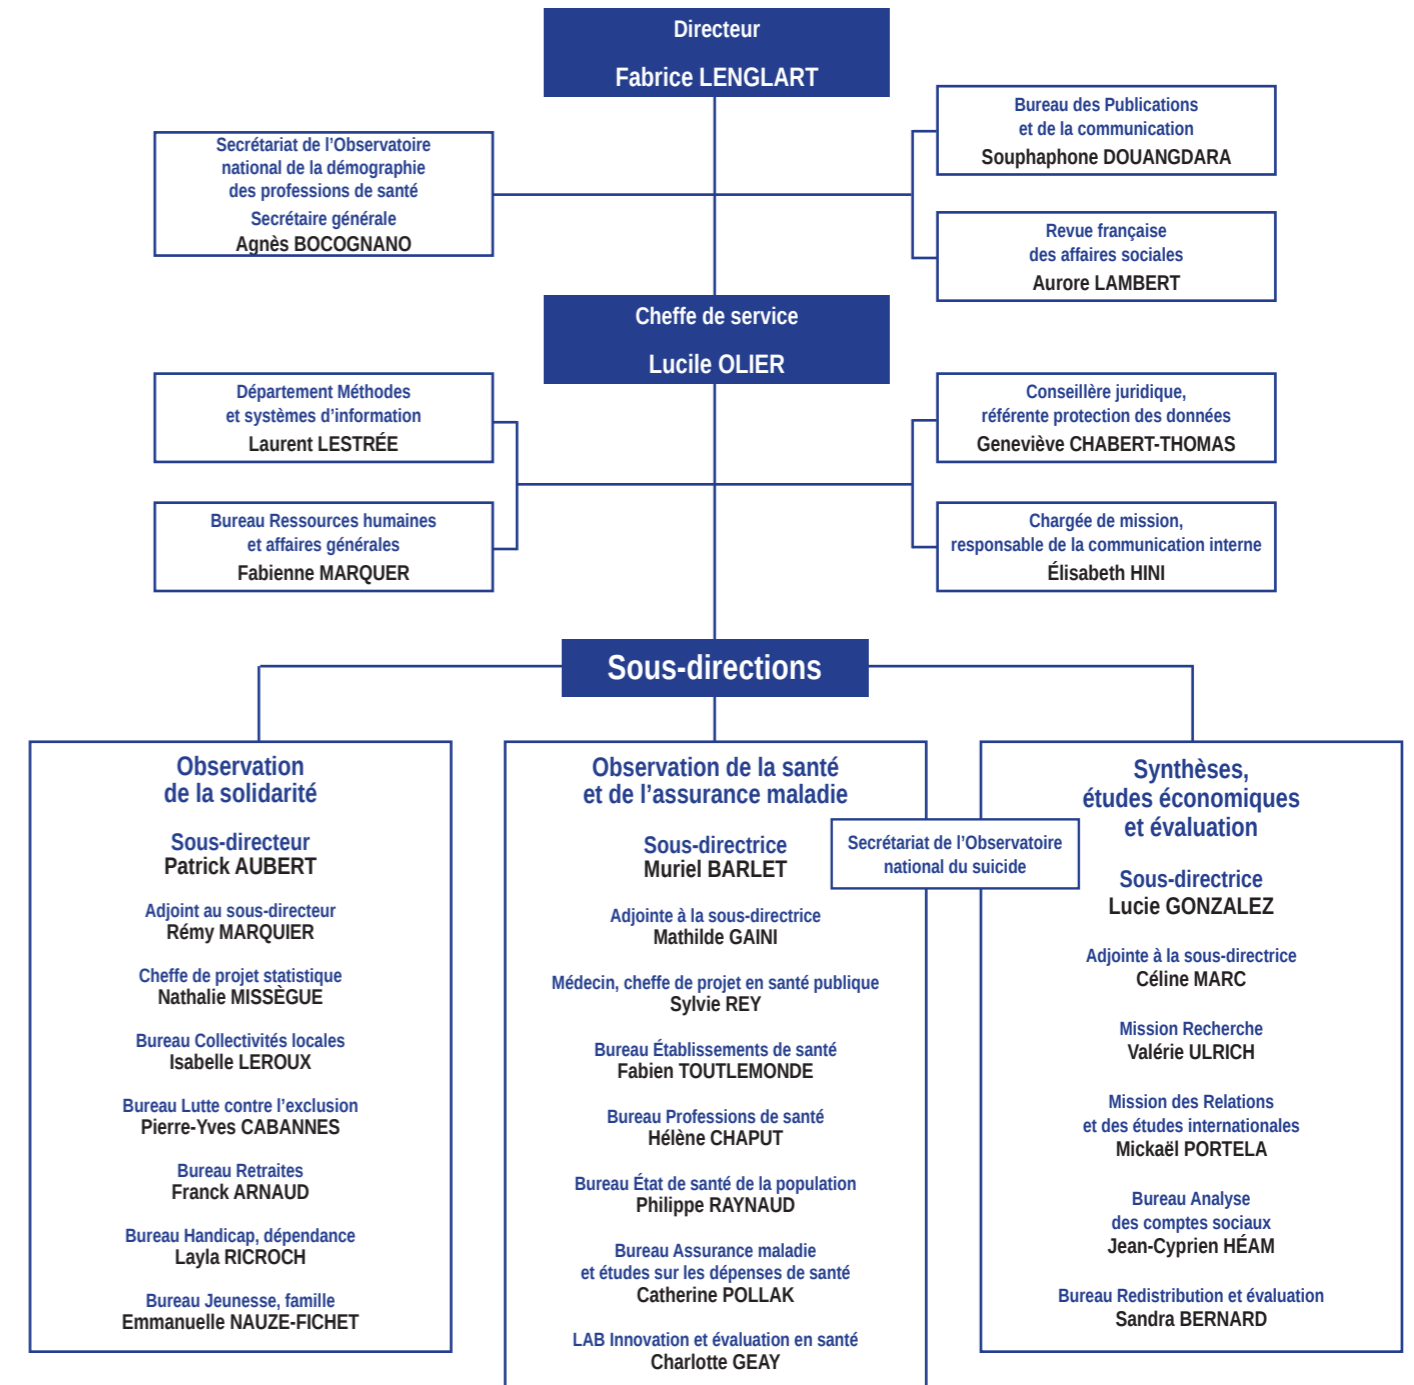 Directeur
Fabrice LENGLART
Secrétariat de l’Observatoire
national de la démographie
des professions de santé
Secrétaire générale
Agnès BOCOGNANO
Bureau des Publications
et de la communication
Souphaphone DOUANGDARA
Revue française
des affaires sociales
Aurore LAMBERT
Cheffe de service
Lucile OLIER
Département Méthodes
et systèmes d’information
Laurent LESTRÉE
Bureau Ressources humaines
et affaires générales
Fabienne MARQUER
Conseillère juridique,
référente protection des données
Geneviève CHABERT-THOMAS
Chargée de mission,
responsable de la communication interne
Élisabeth HINI
Sous-directions
Observation
de la solidarité
Sous-directeur
Patrick AUBERT
Adjoint au sous-directeur
Rémy MARQUIER
Cheffe de projet statistique
Nathalie MISSÈGUE
Bureau Collectivités locales
Isabelle LEROUX
Bureau Lutte contre l’exclusion
Pierre-Yves CABANNES
Bureau Retraites
Franck ARNAUD
Bureau Handicap, dépendance
Layla RICROCH
Bureau Jeunesse, famille
Emmanuelle NAUZE-FICHET
Observation de la santé
et de l’assurance maladie
Sous-directrice
Muriel BARLET
Adjointe à la sous-directrice
Mathilde GAINI
Médecin, cheffe de projet en santé publique
Sylvie REY
Bureau Établissements de santé
Fabien TOUTLEMONDE
Bureau Professions de santé
Hélène CHAPUT
Bureau État de santé de la population
Philippe RAYNAUD
Bureau Assurance maladie
et études sur les dépenses de santé
Catherine POLLAK
LAB Innovation et évaluation en santé
Charlotte GEAY
Secrétariat de l’Observatoire
national du suicide
Synthèses,
études économiques
et évaluation
Sous-directrice
Lucie GONZALEZ
Adjointe à la sous-directrice
Céline MARC
Mission Recherche
Valérie ULRICH
Mission des Relations
et des études internationales
Mickaël PORTELA
Bureau Analyse
des comptes sociaux
Jean-Cyprien HÉAM
Bureau Redistribution et évaluation
Sandra BERNARD